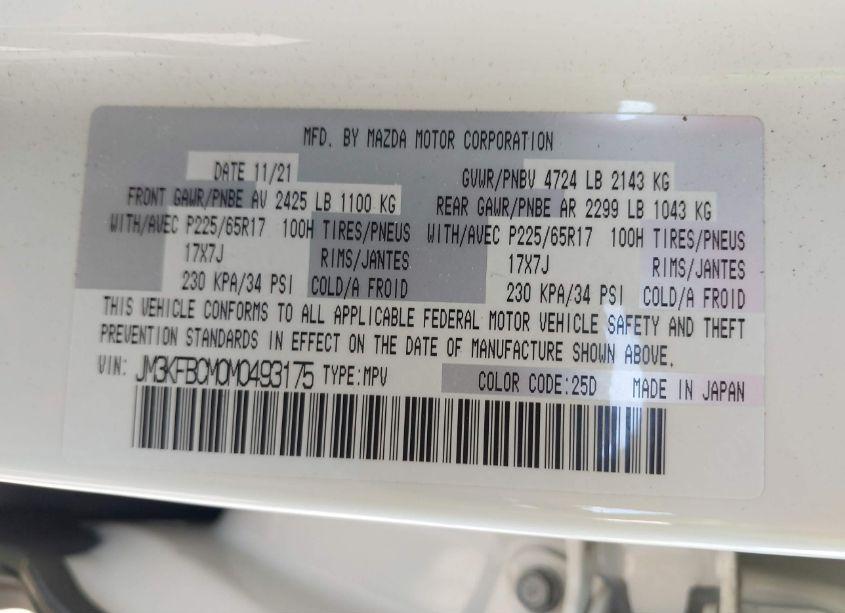 MFD. BY MAZDA MOTOR CORPORATION
DATE 11/21 GVWR/PNBV 4724 LB 2143 KG
FRONT GAWR/PNBE AV 2425 LB 1100 KG REAR GAWR/PNBE AR 2299 LB 1043 KG
WITH/AVEC P225/65R17 100H TIRES/PNEUS WITH/AVEC P225/65R17 100H TIRES/PNEUS
17X7J RIMS/JANTES 17X7J RIMS/JANTES
230 KPA/34 PSI COLD/A FROID 230 KPA/34 PSI COLD/A FROID
THIS VEHICLE CONFORMS TO ALL APPLICABLE FEDERAL MOTOR VEHICLE SAFETY AND THEFT
PREVENTION STANDARDS IN EFFECT ON THE DATE OF MANUFACTURE SHOWN ABOVE.
VIN: JM3KFBCM0M0493175 TYPE:MPV COLOR CODE:25D MADE IN JAPAN